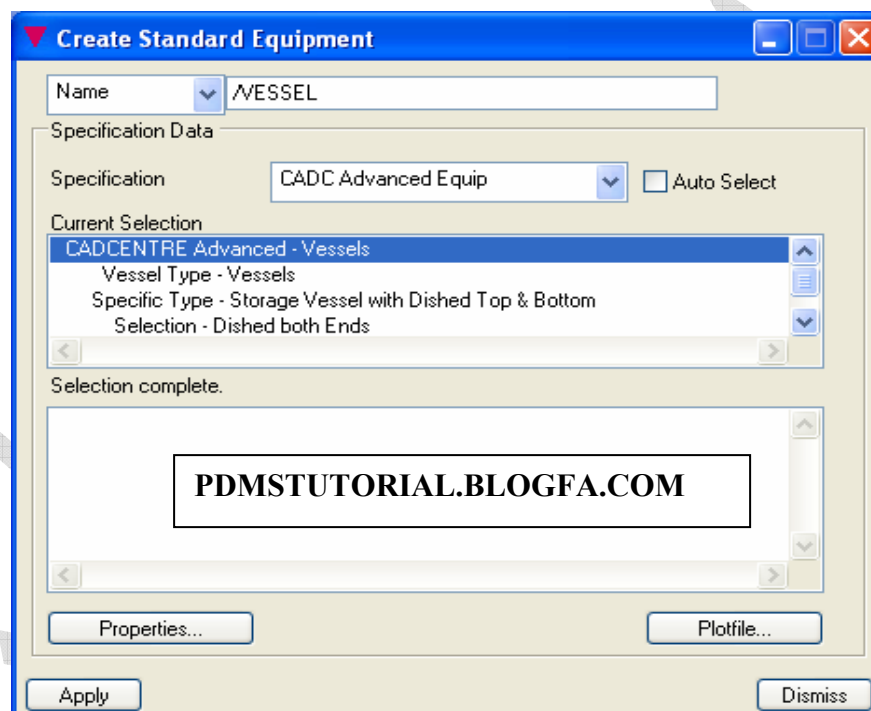 Create Standard Equipment
Name /VESSEL
Specification Data
Specification CADC Advanced Equip Auto Select
Current Selection
CADCENTRE Advanced - Vessels
Vessel Type - Vessels
Specific Type - Storage Vessel with Dished Top & Bottom
Selection - Dished both Ends
Selection complete.
PDMSTUTORIAL.BLOGFA.COM
Properties... Plotfile...
Apply Dismiss